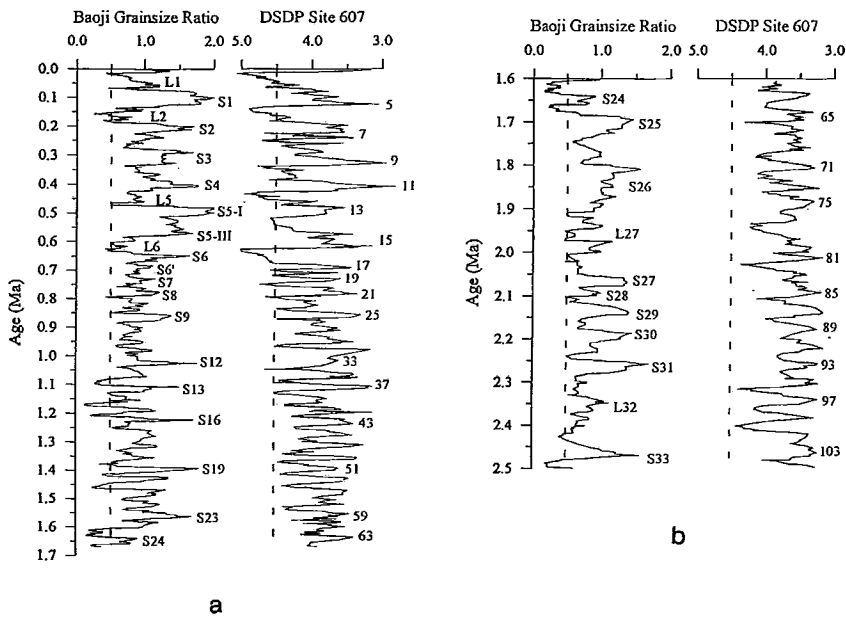 Baoji Grainsize Ratio
DSDP Site 607
0.0 1.0 2.0 5.0 4.0 3.0
Age (Ma)
0.0
0.1
0.2
0.3
0.4
0.5
0.6
0.7
0.8
0.9
1.0
1.1
1.2
1.3
1.4
1.5
1.6
1.7
L1
S1
L2
S2
S3
S4
L5
S5-I
S5-III
L6
S6
S6'
S7
S8
S9
S12
S13
S16
S19
S23
S24
5
7
9
11
13
15
17
19
21
25
33
37
43
51
59
63
a
Baoji Grainsize Ratio
DSDP Site 607
0.0 1.0 2.0 5.0 4.0 3.0
Age (Ma)
1.6
1.7
1.8
1.9
2.0
2.1
2.2
2.3
2.4
2.5
S24
S25
S26
L27
S27
S28
S29
S30
S31
L32
S33
65
71
75
81
85
89
93
97
103
b